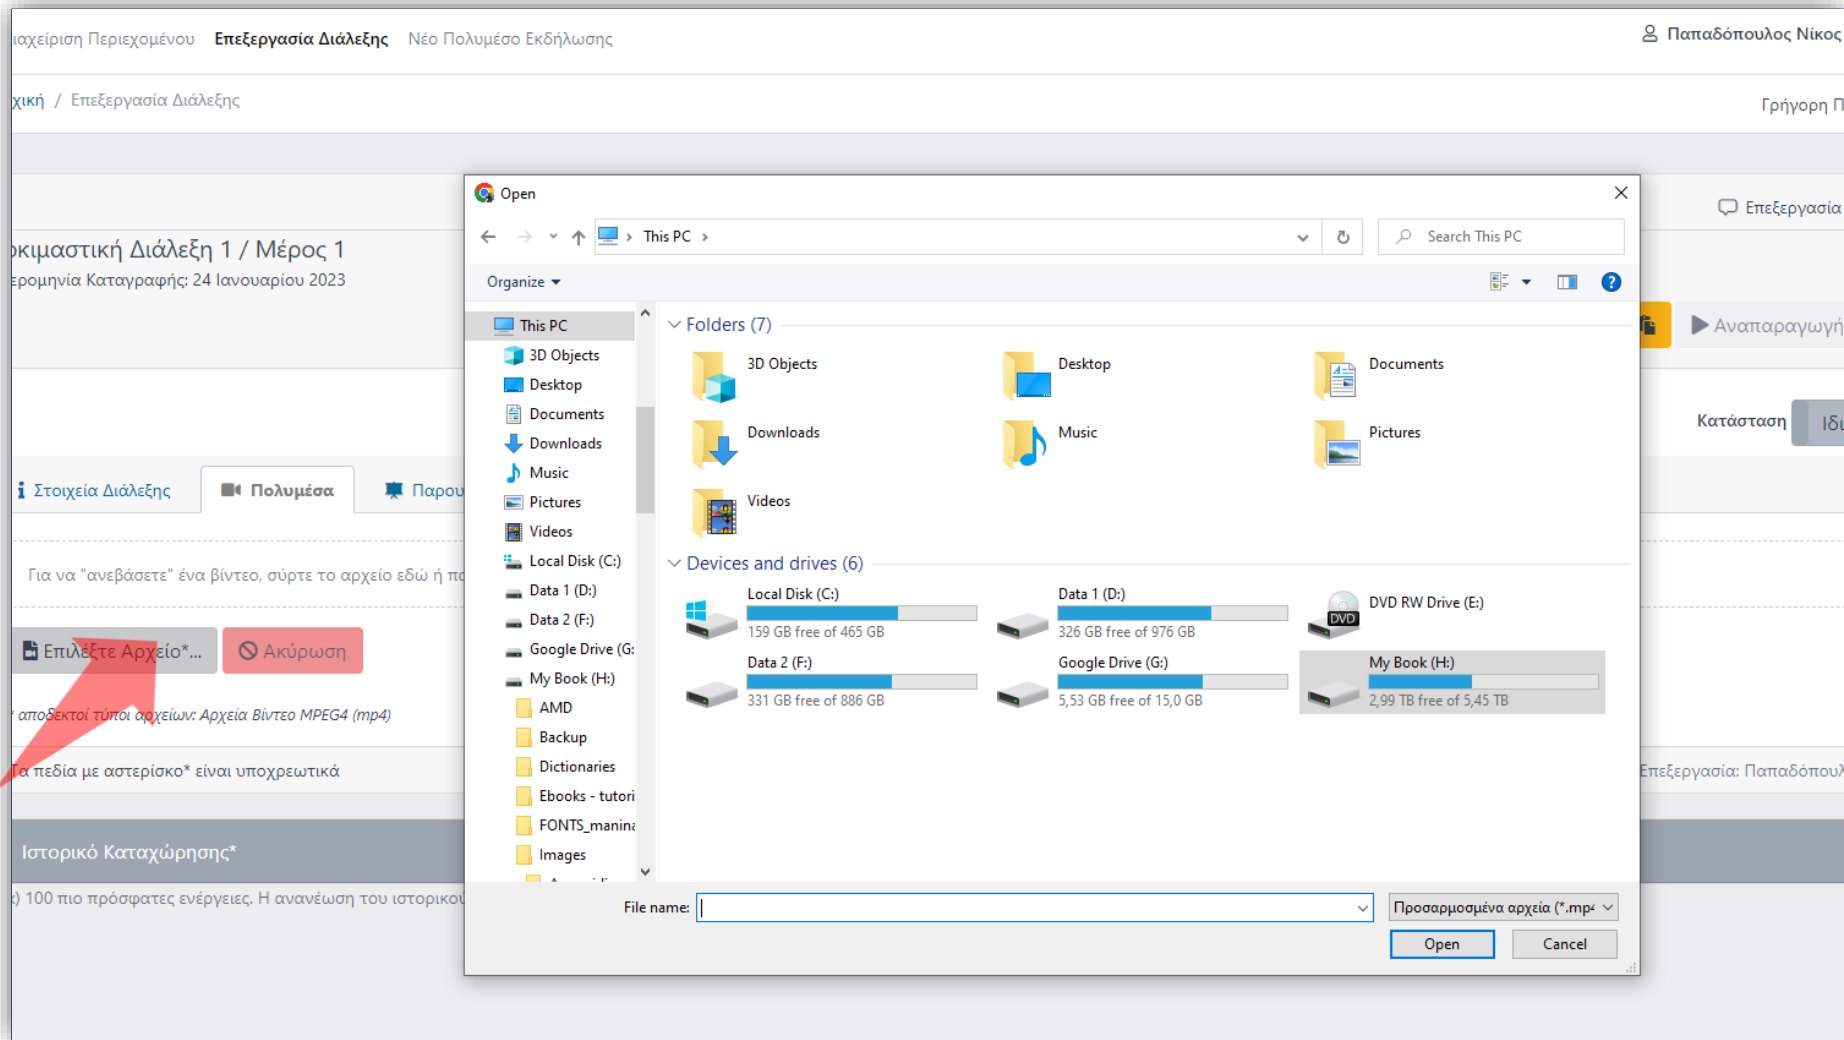 ιαχείριση Περιεχομένου Επεξεργασία Διάλεξης Νέο Πολυμέσο Εκδήλωσης
Παπαδόπουλος Νίκος
χική / Επεξεργασία Διάλεξης
Γρήγορη Π
Επεξεργασία
οκιμαστική Διάλεξη 1 / Μέρος 1
ερομηνία Καταγραφής: 24 Ιανουαρίου 2023
Αναπαραγωγή
Κατάσταση Ιδι
Στοιχεία Διάλεξης Πολυμέσα Παρου
Για να "ανεβάσετε" ένα βίντεο, σύρτε το αρχείο εδώ ή πα
Επιλέξτε Αρχείο*... Ακύρωση
* αποδεκτοί τύποι αρχείων: Αρχεία Βίντεο MPEG4 (mp4)
Τα πεδία με αστερίσκο* είναι υποχρεωτικά
Επεξεργασία: Παπαδόπουλ
Ιστορικό Καταχώρησης*
) 100 πιο πρόσφατες ενέργειες. Η ανανέωση του ιστορικού
Open
This PC
Search This PC
Organize
This PC
3D Objects
Desktop
Documents
Downloads
Music
Pictures
Videos
Local Disk (C:)
Data 1 (D:)
Data 2 (F:)
Google Drive (G:
My Book (H:)
AMD
Backup
Dictionaries
Ebooks - tutori
FONTS_manina
Images
Folders (7)
3D Objects Desktop Documents
Downloads Music Pictures
Videos
Devices and drives (6)
Local Disk (C:)
159 GB free of 465 GB
Data 1 (D:)
326 GB free of 976 GB
DVD RW Drive (E:)
DVD
Data 2 (F:)
331 GB free of 886 GB
Google Drive (G:)
5,53 GB free of 15,0 GB
My Book (H:)
2,99 TB free of 5,45 TB
File name:
Προσαρμοσμένα αρχεία (*.mp4
Open Cancel